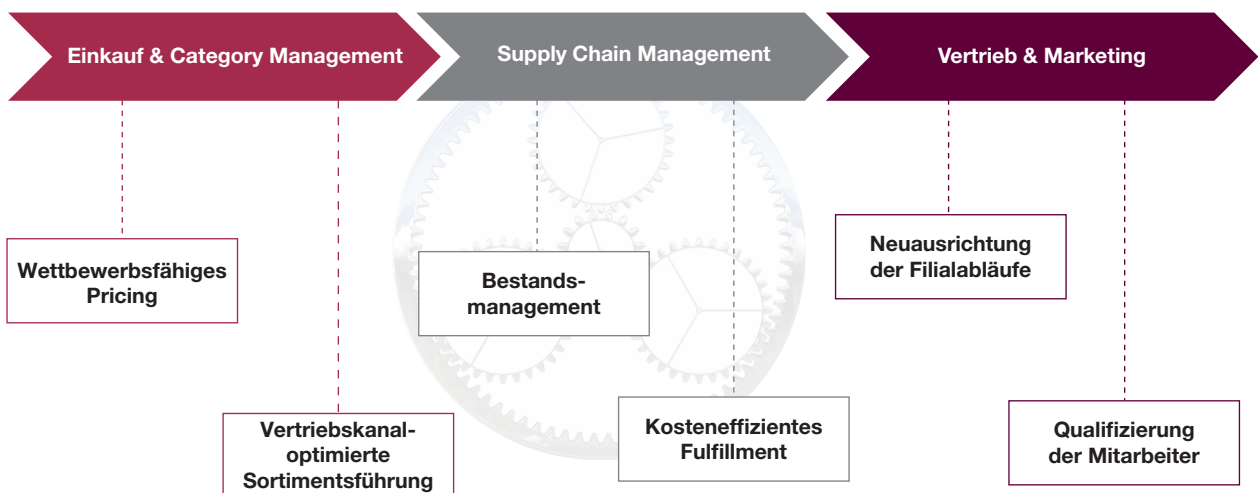 Einkauf & Category Management
Supply Chain Management
Vertrieb & Marketing
Wettbewerbsfähiges
Pricing
Vertriebskanal-
optimierte
Sortimentsführung
Bestands-
management
Kosteneffizientes
Fulfillment
Neuausrichtung
der Filialabläufe
Qualifizierung
der Mitarbeiter